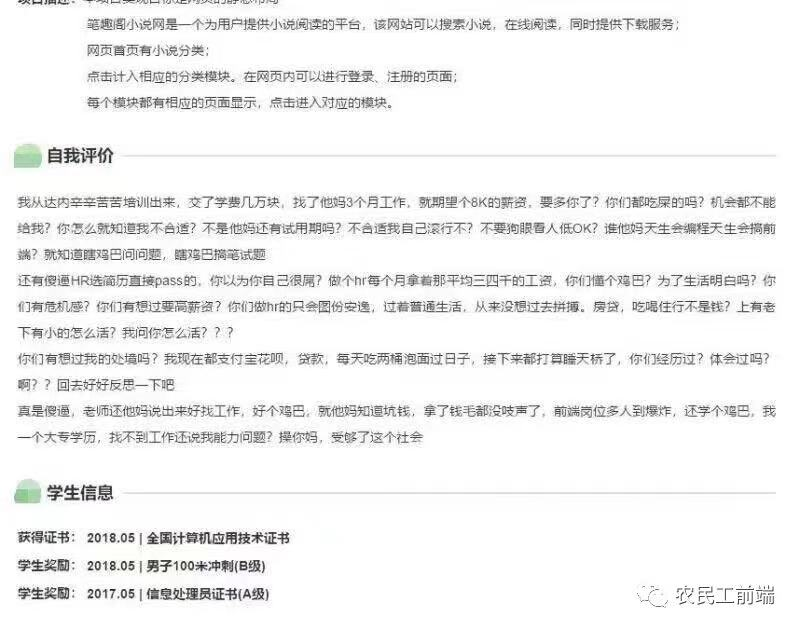 笔趣阁小说网是一个为用户提供小说阅读的平台，该网站可以搜索小说，在线阅读，同时提供下载服务；
网页首页有小说分类；
点击计入相应的分类模块。在网页内可以进行登录、注册的页面；
每个模块都有相应的页面显示，点击进入对应的模块。
自我评价
我从达内辛辛苦苦培训出来，交了学费几万块，找了他妈3个月工作，就期望个8K的薪资，要多你了？你们都吃屎的吗？机会都不能
给我？你怎么就知道我不合适？不是他妈还有试用期吗？不合适我自己滚行不？不要狗眼看人低OK？谁他妈天生会编程天生会搞前
端？就知道瞎鸡巴问问题，瞎鸡巴搞笔试题
还有傻逼HR选简历直接pass的，你以为你自己很屌？做个hr每个月拿着那平均三四千的工资，你们懂个鸡巴？为了生活明白吗？你
们有危机感？你们有想过要高薪资？你们做hr的只会图份安逸，过着普通生活，从来没想过去拼搏。房贷，吃喝住行不是钱？上有老
下有小的怎么活？我问你怎么活？？？
你们有想过我的处境吗？我现在都支付宝花呗，贷款，每天吃两桶泡面过日子，接下来都打算睡天桥了，你们经历过？体会过吗？
啊？？回去好好反思一下吧
真是傻逼，老师还他妈说出来好找工作，好个鸡巴，就他妈知道坑钱，拿了钱毛都没吱声了，前端岗位多人到爆炸，还学个鸡巴，我
一个大专学历，找不到工作还说我能力问题？操你妈，受够了这个社会
学生信息
获得证书： 2018.05 | 全国计算机应用技术证书
学生奖励： 2018.05 | 男子100米冲刺(B级)
学生奖励： 2017.05 | 信息处理员证书(A级)
农民工前端